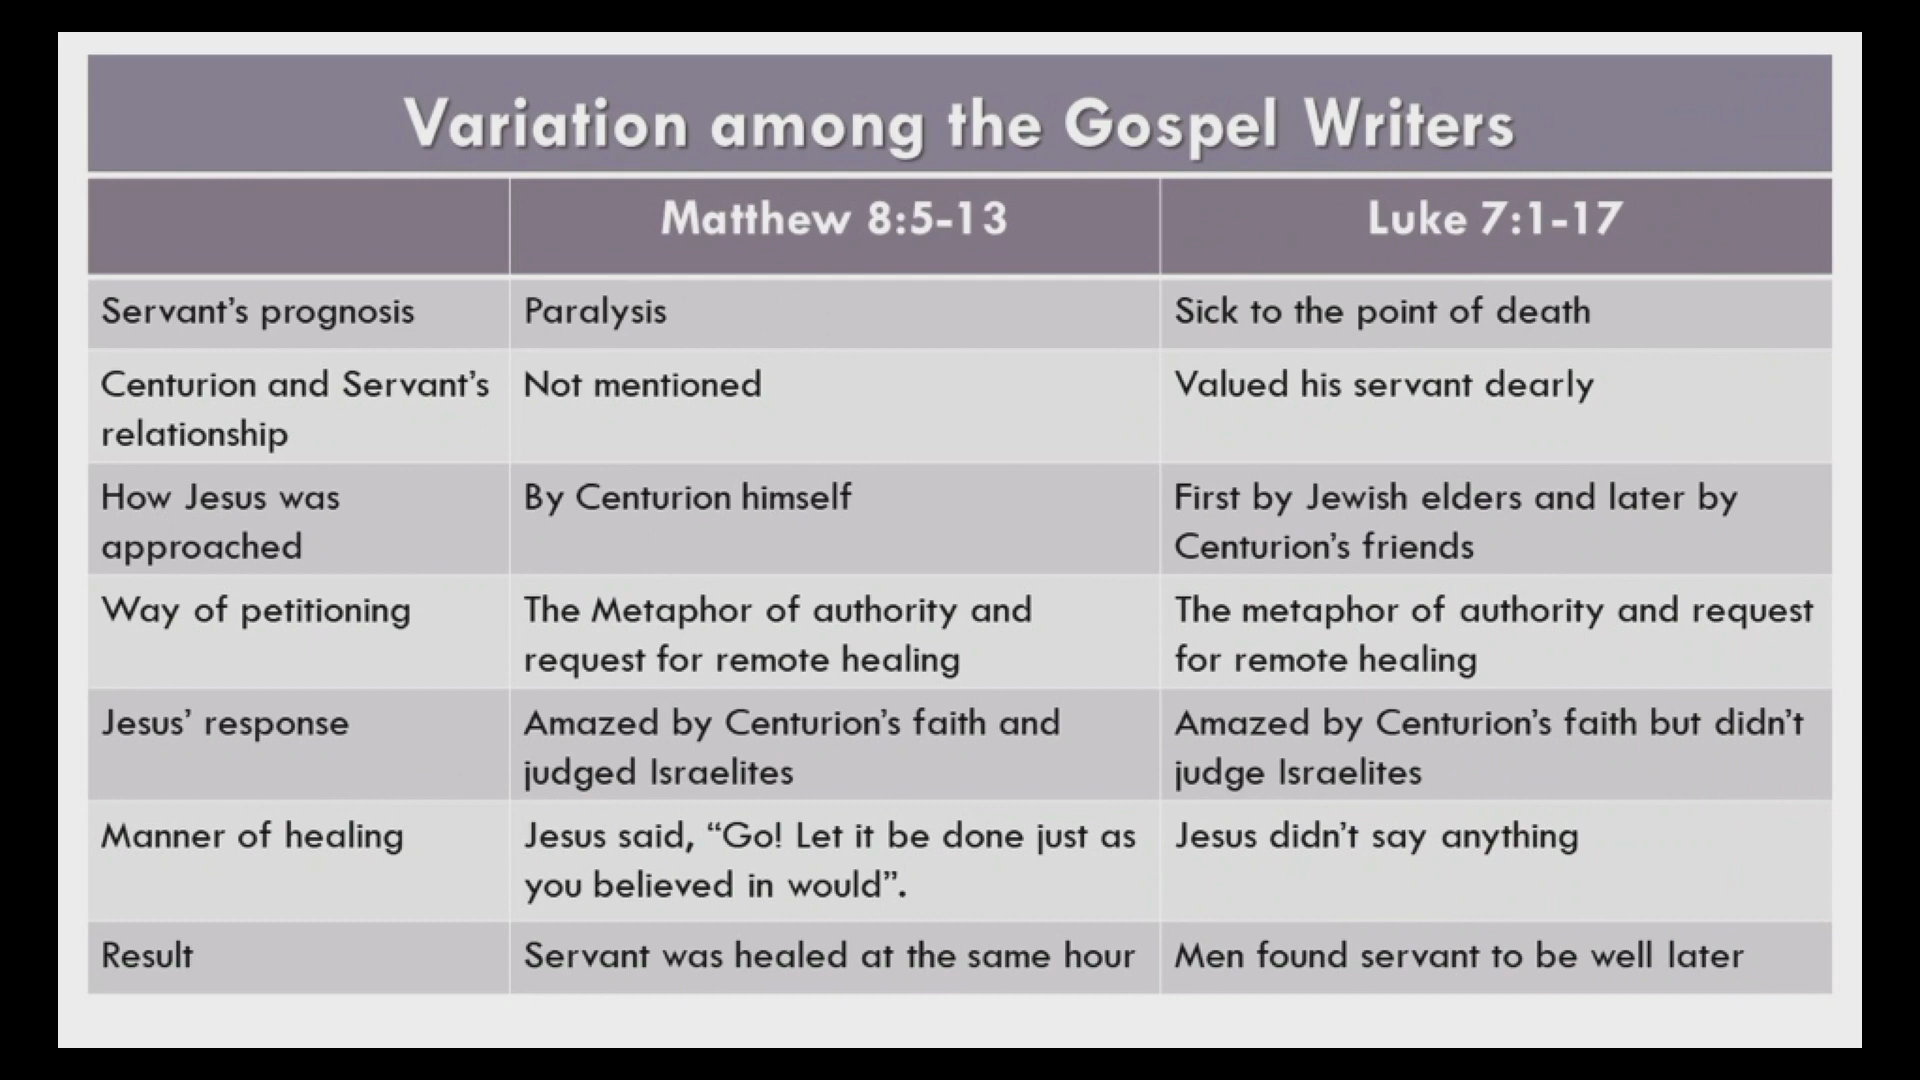 Variation among the Gospel Writers
Matthew 8:5-13
Luke 7:1-17
Servant's prognosis
Paralysis
Sick to the point of death
Centurion and Servant's
relationship
Not mentioned
Valued his servant dearly
How Jesus was
approached
By Centurion himself
First by Jewish elders and later by
Centurion's friends
Way of petitioning
The Metaphor of authority and
request for remote healing
The metaphor of authority and request
for remote healing
Jesus' response
Amazed by Centurion's faith and
judged Israelites
Amazed by Centurion's faith but didn't
judge Israelites
Manner of healing
Jesus said, “Go! Let it be done just as
you believed in would”.
Jesus didn't say anything
Result
Servant was healed at the same hour
Men found servant to be well later